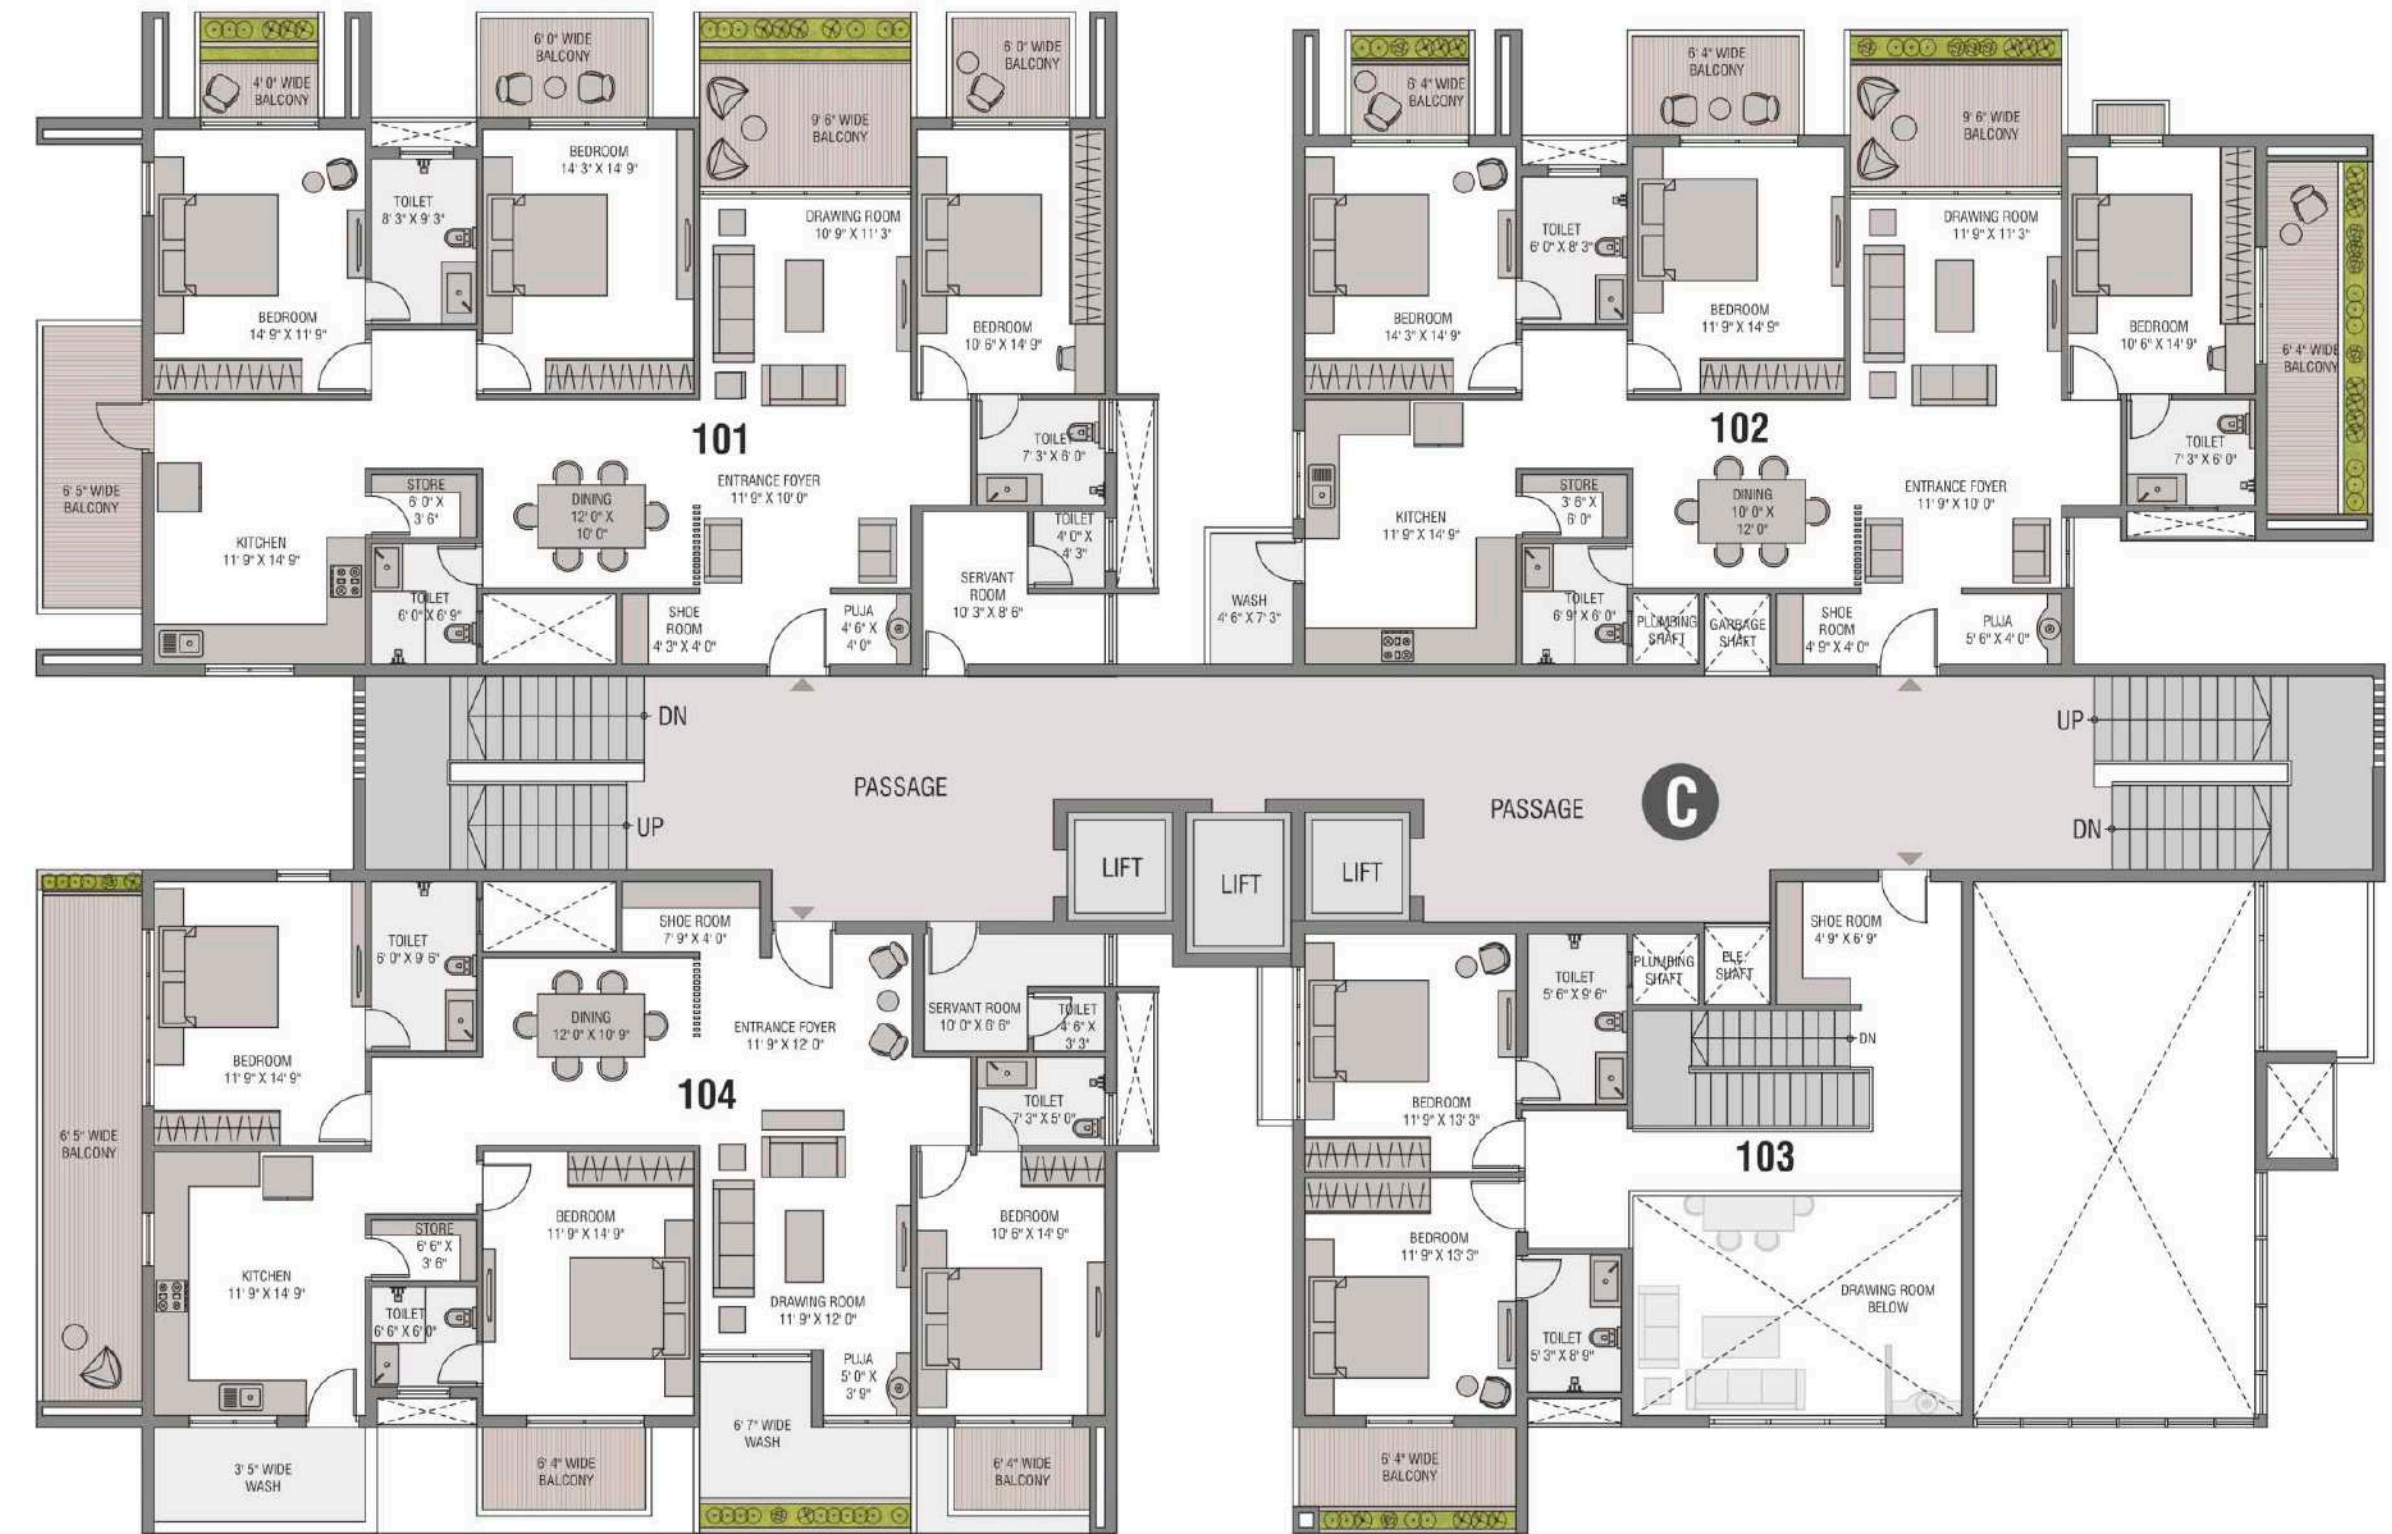 6' 0" WIDE
BALCONY
4' 0" WIDE
BALCONY
6' 0" WIDE
BALCONY
9' 6" WIDE
BALCONY
BEDROOM
14' 3" X 14' 9"
TOILET
8' 3" X 9' 3"
DRAWING ROOM
10' 9" X 11' 3"
BEDROOM
14' 9" X 11' 9"
BEDROOM
10' 6" X 14' 9"
101
TOILET
7' 3" X 6' 0"
6' 5" WIDE
BALCONY
STORE
6' 0" X
3' 6"
DINING
12' 0" X
10' 0"
ENTRANCE FOYER
11' 9" X 10' 0"
TOILET
4' 0" X
4' 3"
KITCHEN
11' 9" X 14' 9"
SERVANT
ROOM
10' 3" X 8' 6"
TOILET
6' 0" X 6' 9"
SHOE
ROOM
4' 3" X 4' 0"
PUJA
4' 6" X
4' 0"
6' 4" WIDE
BALCONY
6' 4" WIDE
BALCONY
9' 6" WIDE
BALCONY
TOILET
6' 0" X 8' 3"
DRAWING ROOM
11' 9" X 11' 3"
BEDROOM
14' 3" X 14' 9"
BEDROOM
11' 9" X 14' 9"
BEDROOM
10' 6" X 14' 9"
6' 4" WIDE
BALCONY
102
TOILET
7' 3" X 6' 0"
STORE
3' 6" X
6' 0"
DINING
10' 0" X
12' 0"
ENTRANCE FOYER
11' 9" X 10' 0"
KITCHEN
11' 9" X 14' 9"
WASH
4' 6" X 7' 3"
TOILET
6' 9" X 6' 0"
PLUMBING
SHAFT
GARBAGE
SHAFT
SHOE
ROOM
4' 9" X 4' 0"
PUJA
5' 6" X 4' 0"
DN
UP
PASSAGE
PASSAGE
C
UP
DN
LIFT
LIFT
LIFT
SHOE ROOM
7' 9" X 4' 0"
TOILET
6' 0" X 9' 6"
DINING
12' 0" X 10' 9"
ENTRANCE FOYER
11' 9" X 12' 0"
SERVANT ROOM
10' 0" X 6' 6"
TOILET
4' 6" X
3' 3"
BEDROOM
11' 9" X 14' 9"
104
TOILET
7' 3" X 5' 0"
6' 5" WIDE
BALCONY
STORE
6' 6" X
3' 6"
BEDROOM
11' 9" X 14' 9"
BEDROOM
10' 6" X 14' 9"
KITCHEN
11' 9" X 14' 9"
DRAWING ROOM
11' 9" X 12' 0"
TOILET
6' 6" X 6' 0"
PUJA
5' 0" X
3' 9"
6' 7" WIDE
WASH
3' 5" WIDE
WASH
6' 4" WIDE
BALCONY
6' 4" WIDE
BALCONY
SHOE ROOM
4' 9" X 6' 9"
TOILET
5' 6" X 9' 6"
PLUMBING
SHAFT
ELE.
SHAFT
DN
BEDROOM
11' 9" X 13' 3"
103
BEDROOM
11' 9" X 13' 3"
DRAWING ROOM
BELOW
TOILET
5' 3" X 8' 9"
6' 4" WIDE
BALCONY